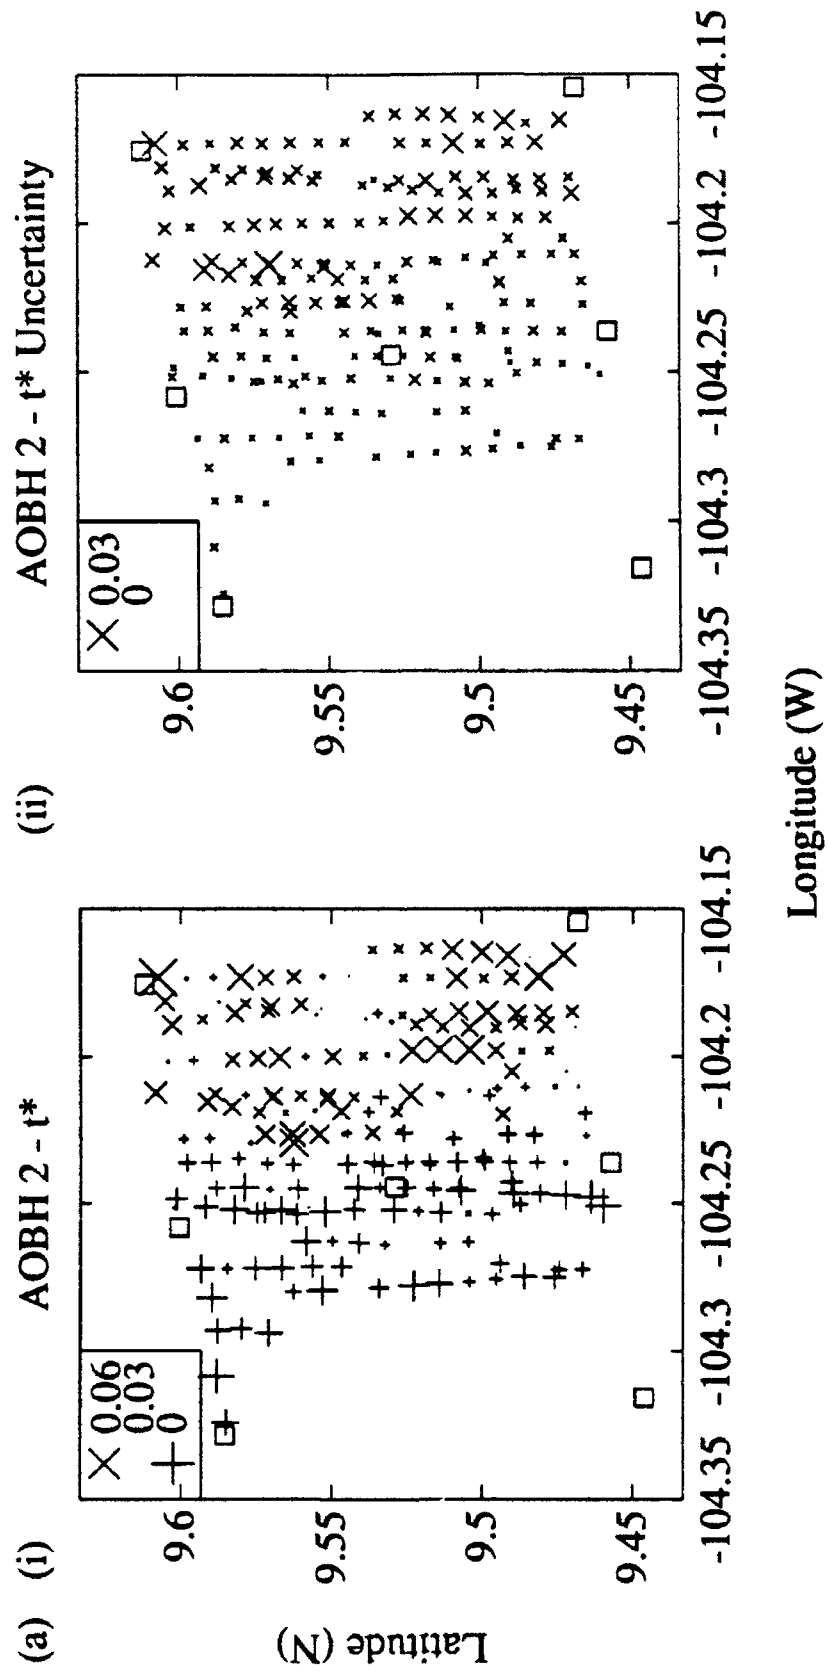 (a) (i) AOBH 2 - t*
0.06
0.03
0
Latitude (N)
9.6
9.55
9.5
9.45
-104.35 -104.3 -104.25 -104.2 -104.15
(ii) AOBH 2 - t* Uncertainty
0.03
0
9.6
9.55
9.5
9.45
-104.35 -104.3 -104.25 -104.2 -104.15
Longitude (W)